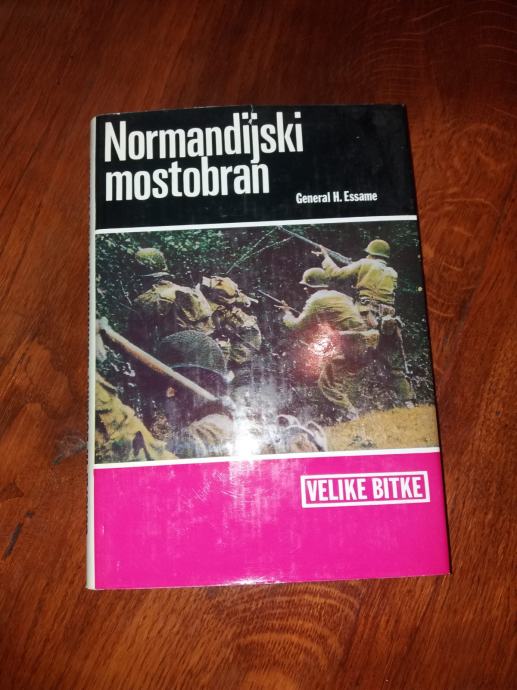 Normandijski
mostobran
General H. Essame
VELIKE BITKE